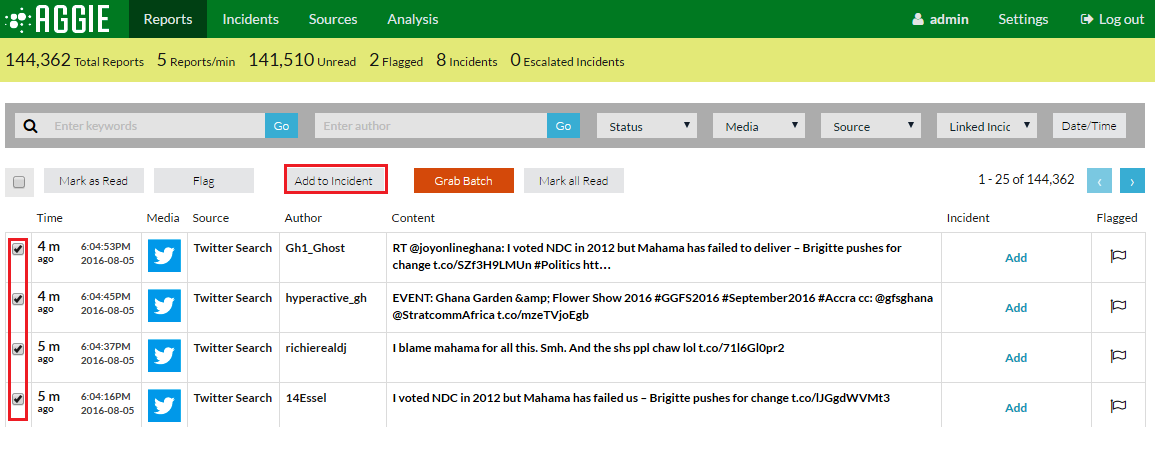 AGGIE Reports Incidents Sources Analysis admin Settings Log out
144,362 Total Reports 5 Reports/min 141,510 Unread 2 Flagged 8 Incidents 0 Escalated Incidents
Enter keywords Go Enter author Go Status Media Source Linked Incic Date/Time
Mark as Read Flag Add to Incident Grab Batch Mark all Read 1 - 25 of 144,362 ‹ ›
Time Media Source Author Content Incident Flagged
4 m 6:04:53PM Twitter Search Gh1_Ghost RT @joyonlineghana: I voted NDC in 2012 but Mahama has failed to deliver – Brigitte pushes for
ago 2016-08-05 change t.co/SZf3H9LMUn #Politics htt… Add
4 m 6:04:45PM Twitter Search hyperactive_gh EVENT: Ghana Garden &amp; Flower Show 2016 #GGFS2016 #September2016 #Accra cc: @gfsghana
ago 2016-08-05 @StratcommAfrica t.co/mzeTVjoEgb Add
5 m 6:04:37PM Twitter Search richierealdj I blame mahama for all this. Smh. And the shs ppl chaw lol t.co/71l6Gl0pr2
ago 2016-08-05 Add
5 m 6:04:16PM Twitter Search 14Essel I voted NDC in 2012 but Mahama has failed us – Brigitte pushes for change t.co/lJGgdWVMt3
ago 2016-08-05 Add